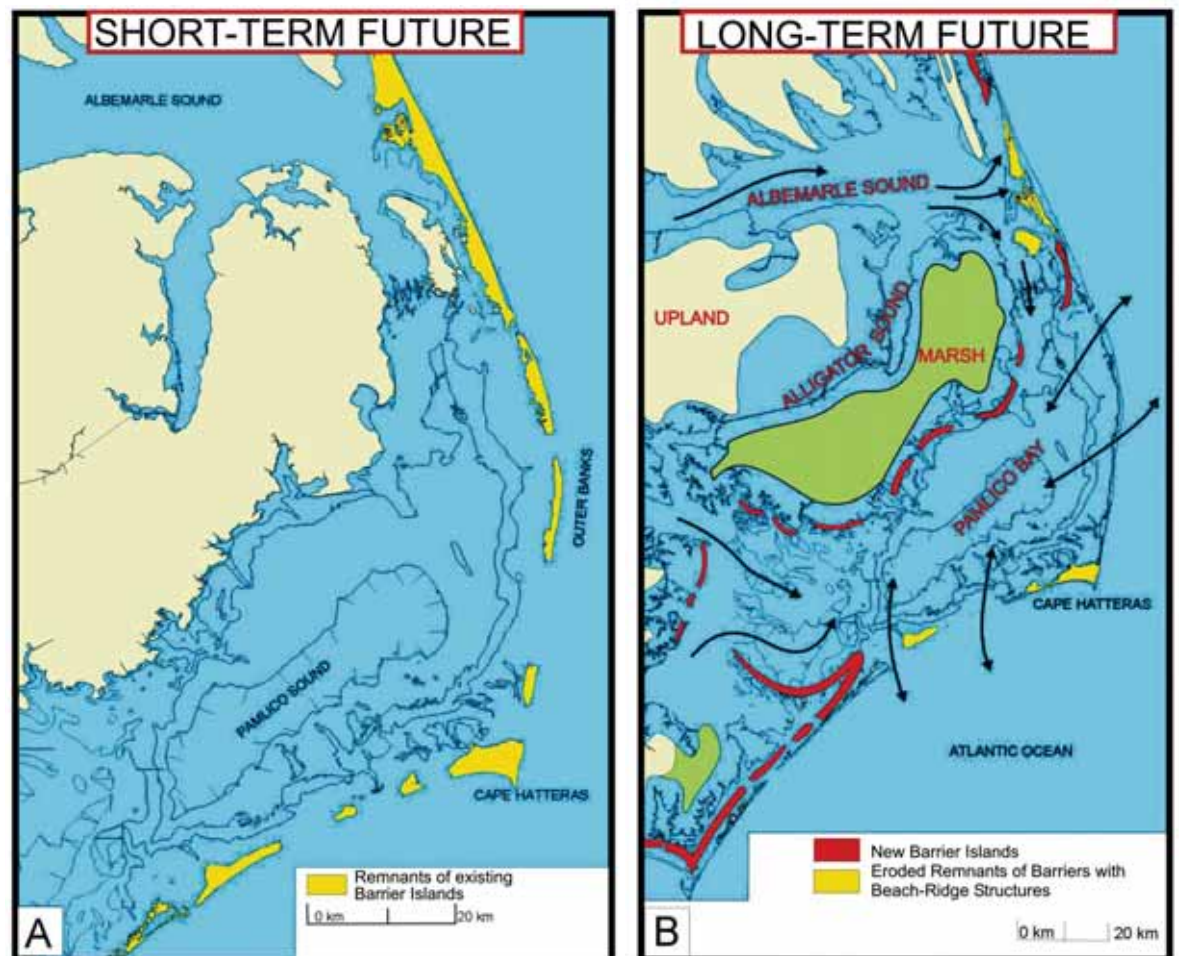 SHORT-TERM FUTURE
ALBEMARLE SOUND
OUTER BANKS
PAMLICO SOUND
CAPE HATTERAS
Remnants of existing
Barrier Islands
0 km 20 km
A
LONG-TERM FUTURE
ALBEMARLE SOUND
UPLAND
ALLIGATOR SOUND
MARSH
PAMLICO BAY
CAPE HATTERAS
ATLANTIC OCEAN
New Barrier Islands
Eroded Remnants of Barriers with
Beach-Ridge Structures
0 km 20 km
B